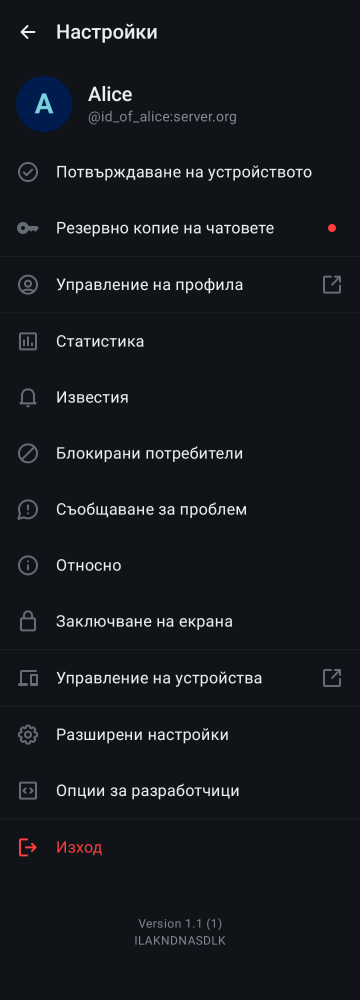 Настройки
A
Alice
@id_of_alice:server.org
Потвърждаване на устройството
Резервно копие на чатовете
Управление на профила
Статистика
Известия
Блокирани потребители
Съобщаване за проблем
Относно
Заключване на екрана
Управление на устройства
Разширени настройки
Опции за разработчици
Изход
Version 1.1 (1)
ILAKNDNASDLK